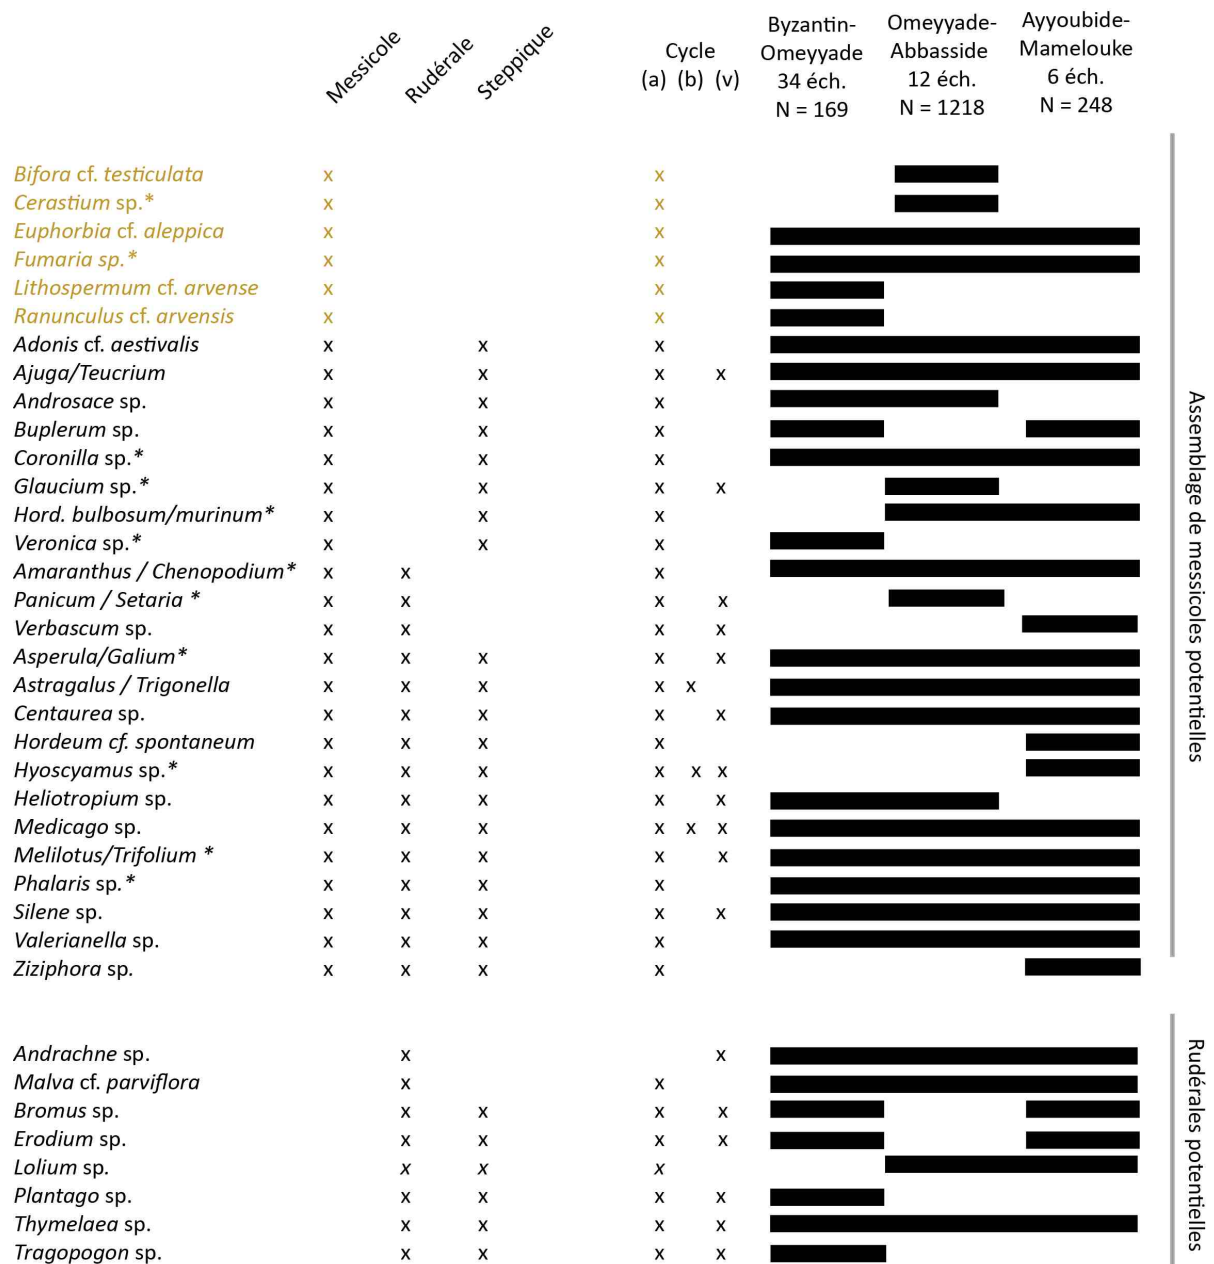 Messicole Rudérale Steppique
Cycle
(a) (b) (v)
Byzantin-
Omeyyade
34 éch.
N = 169
Omeyyade-
Abbasside
12 éch.
N = 1218
Ayyoubide-
Mamelouke
6 éch.
N = 248
Bifora cf. testiculata x x
Cerastium sp.* x x
Euphorbia cf. aleppica x x
Fumaria sp.* x x
Lithospermum cf. arvense x x
Ranunculus cf. arvensis x x
Adonis cf. aestivalis x x x
Ajuga/Teucrium x x x x
Androsace sp. x x x
Buplerum sp. x x x
Coronilla sp.* x x x
Glaucium sp.* x x x x
Hord. bulbosum/murinum* x x x
Veronica sp.* x x x
Amaranthus / Chenopodium* x x x
Panicum / Setaria * x x x x
Verbascum sp. x x x x
Asperula/Galium* x x x x x
Astragalus / Trigonella x x x x x
Centaurea sp. x x x x x
Hordeum cf. spontaneum x x x x
Hyoscyamus sp.* x x x x x x
Heliotropium sp. x x x x x
Medicago sp. x x x x x x
Melilotus/Trifolium * x x x x x
Phalaris sp.* x x x x
Silene sp. x x x x x
Valerianella sp. x x x x
Ziziphora sp. x x x x
Assemblage de messicoles potentielles
Andrachne sp. x x
Malva cf. parviflora x x
Bromus sp. x x x x
Erodium sp. x x x x
Lolium sp. x x x
Plantago sp. x x x x
Thymelaea sp. x x x x
Tragopogon sp. x x x x
Rudérales potentielles